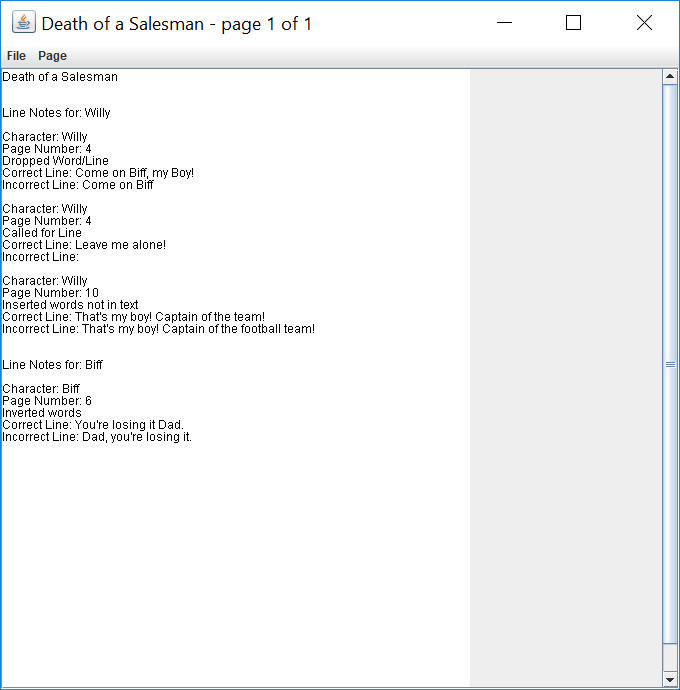 Death of a Salesman - page 1 of 1
File Page
Death of a Salesman
Line Notes for: Willy
Character: Willy
Page Number: 4
Dropped Word/Line
Correct Line: Come on Biff, my Boy!
Incorrect Line: Come on Biff
Character: Willy
Page Number: 4
Called for Line
Correct Line: Leave me alone!
Incorrect Line:
Character: Willy
Page Number: 10
Inserted words not in text
Correct Line: That's my boy! Captain of the team!
Incorrect Line: That's my boy! Captain of the football team!
Line Notes for: Biff
Character: Biff
Page Number: 6
Inverted words
Correct Line: You're losing it Dad.
Incorrect Line: Dad, you're losing it.